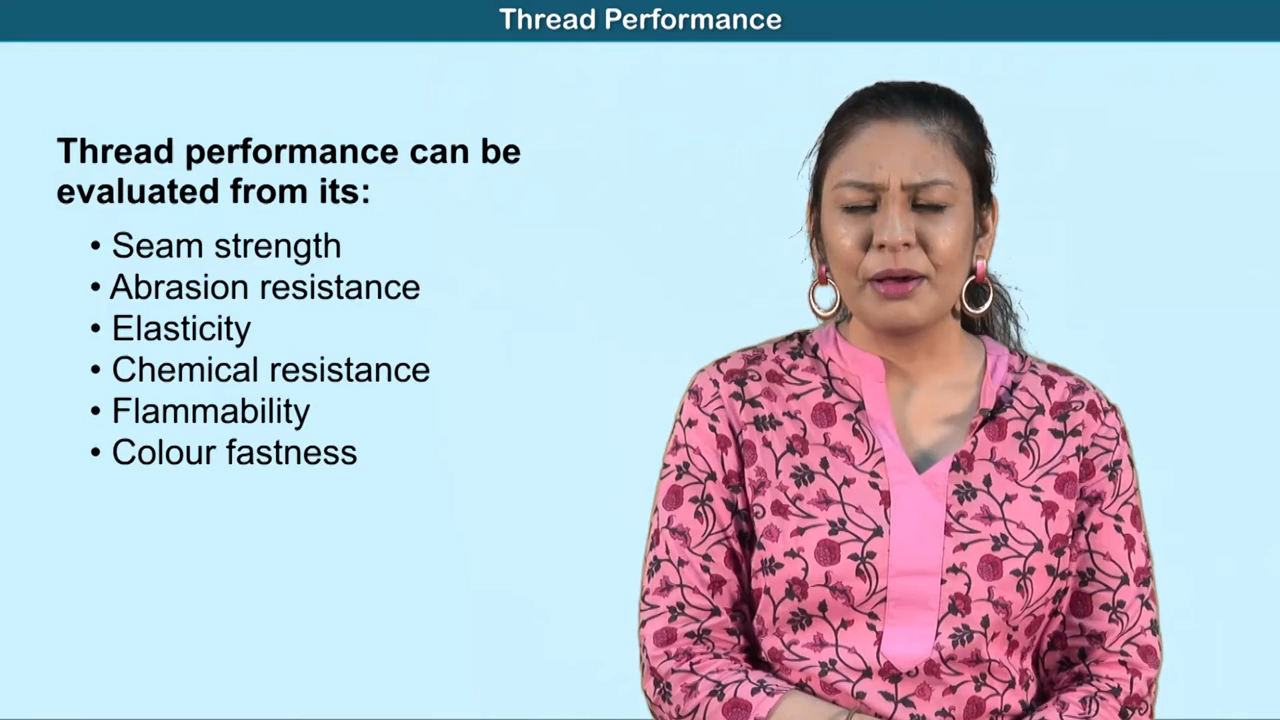 Thread Performance
Thread performance can be
evaluated from its:
• Seam strength
• Abrasion resistance
• Elasticity
• Chemical resistance
• Flammability
• Colour fastness